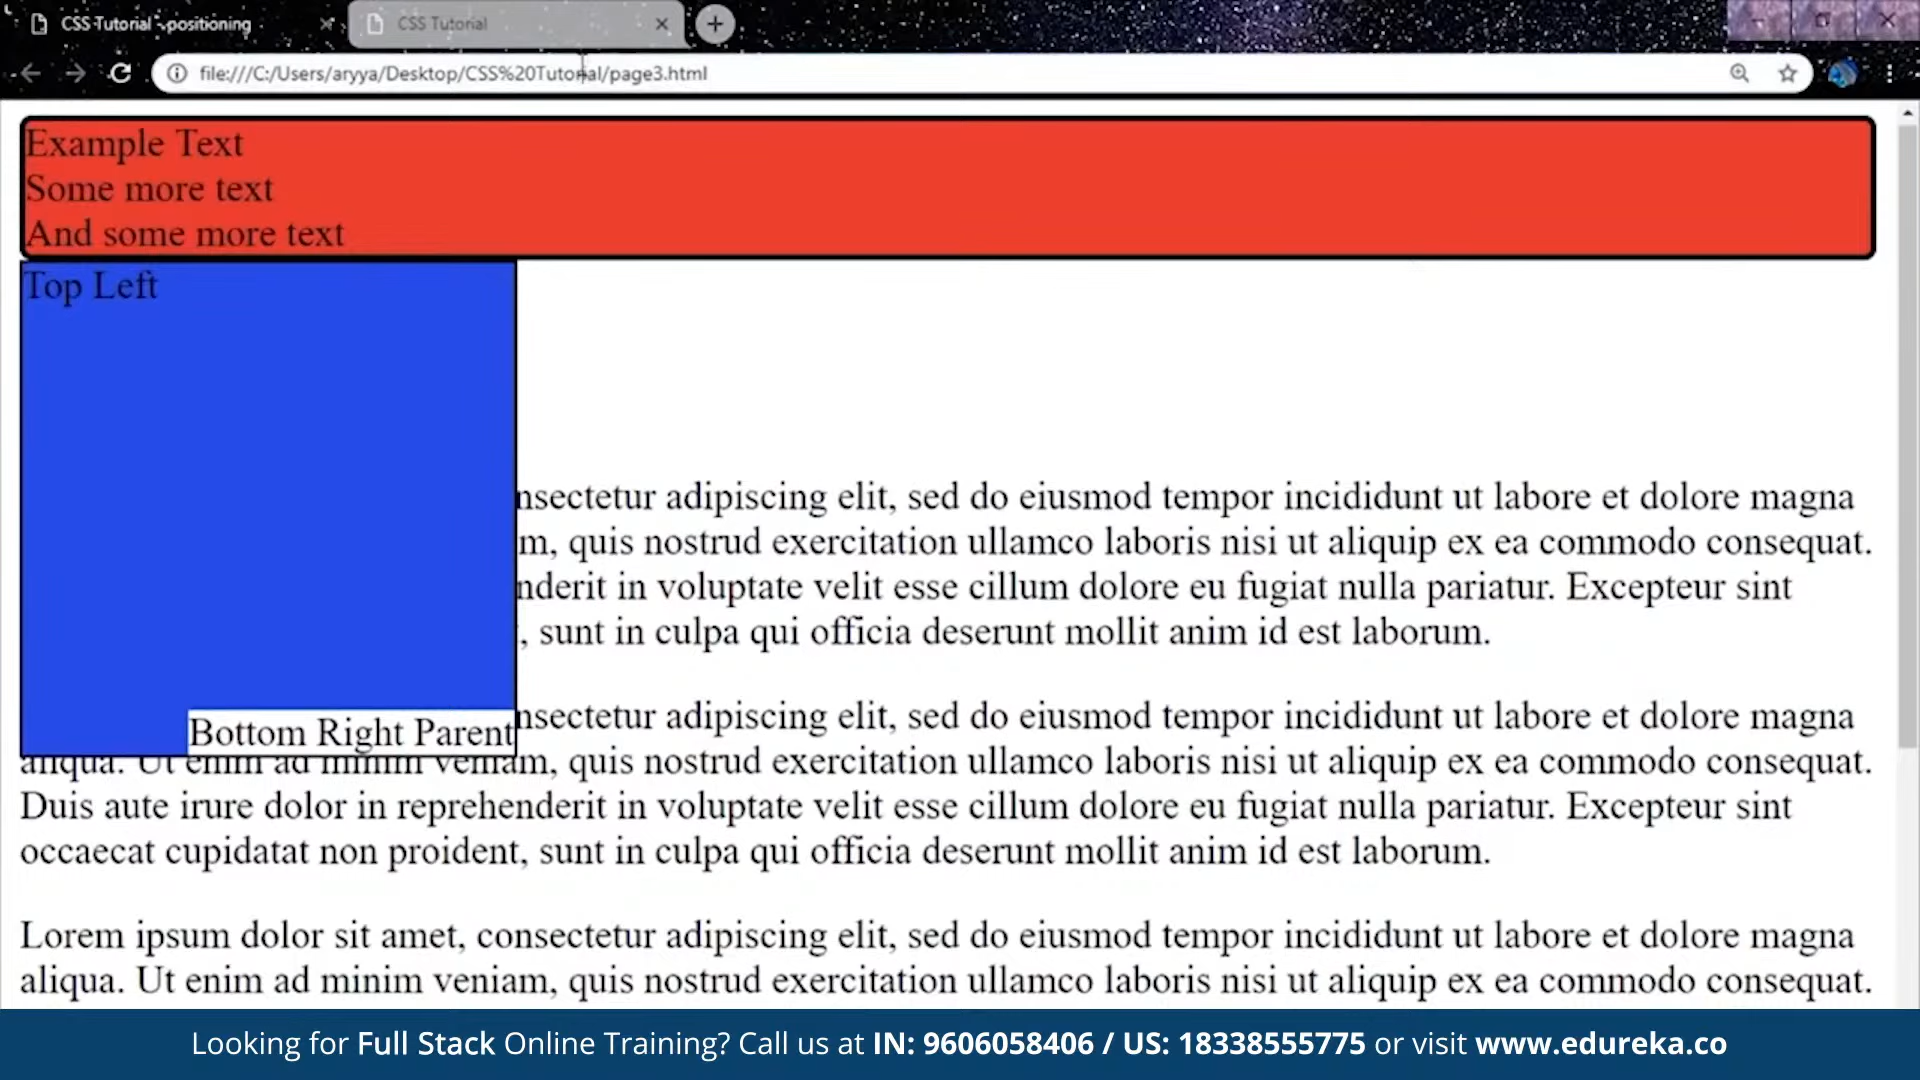 CSS Tutorial - positioning
CSS Tutorial
file:///C:/Users/aryya/Desktop/CSS%20Tutorial/page3.html
Example Text
Some more text
And some more text
Top Left
nsectetur adipiscing elit, sed do eiusmod tempor incididunt ut labore et dolore magna
m, quis nostrud exercitation ullamco laboris nisi ut aliquip ex ea commodo consequat.
nderit in voluptate velit esse cillum dolore eu fugiat nulla pariatur. Excepteur sint
, sunt in culpa qui officia deserunt mollit anim id est laborum.
Bottom Right Parent
nsectetur adipiscing elit, sed do eiusmod tempor incididunt ut labore et dolore magna
aliqua. Ut enim ad minim veniam, quis nostrud exercitation ullamco laboris nisi ut aliquip ex ea commodo consequat.
Duis aute irure dolor in reprehenderit in voluptate velit esse cillum dolore eu fugiat nulla pariatur. Excepteur sint
occaecat cupidatat non proident, sunt in culpa qui officia deserunt mollit anim id est laborum.
Lorem ipsum dolor sit amet, consectetur adipiscing elit, sed do eiusmod tempor incididunt ut labore et dolore magna
aliqua. Ut enim ad minim veniam, quis nostrud exercitation ullamco laboris nisi ut aliquip ex ea commodo consequat.
Looking for Full Stack Online Training? Call us at IN: 9606058406 / US: 18338555775 or visit www.edureka.co